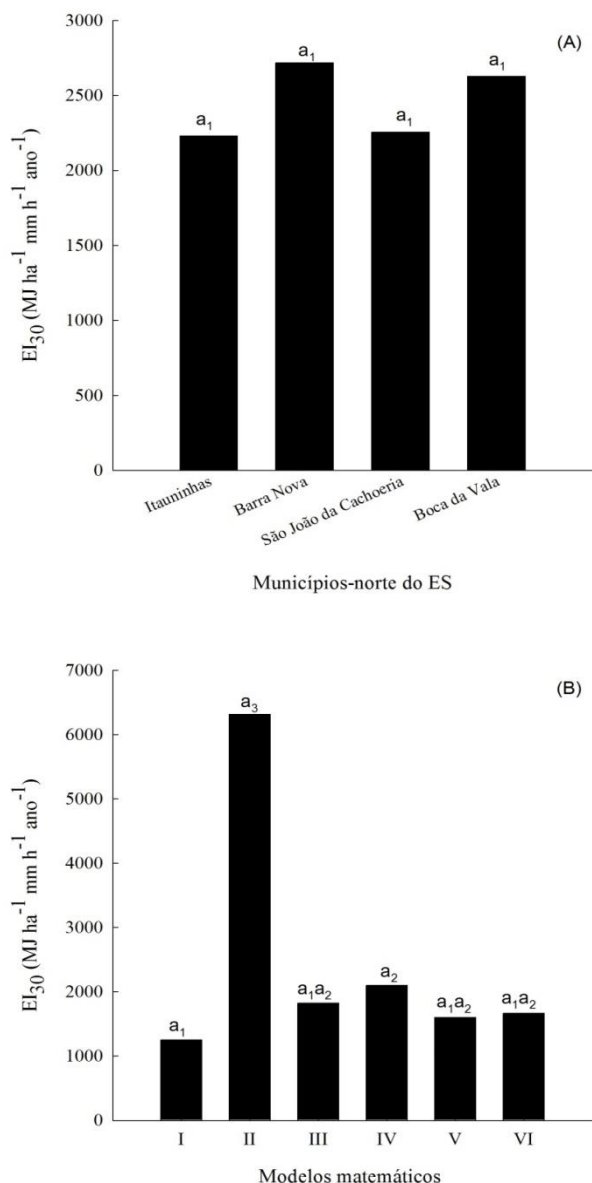 (A)
3000
2500
2000
1500
1000
500
0
EI30 (MJ ha-1 mm h-1 ano-1)
a1
a1
a1
a1
Itauninhas
Barra Nova
São João da Cachoeria
Boca da Vala
Municípios-norte do ES
(B)
7000
6000
5000
4000
3000
2000
1000
0
EI30 (MJ ha-1 mm h-1 ano-1)
a1
a3
a1a2
a2
a1a2
a1a2
I II III IV V VI
Modelos matemáticos